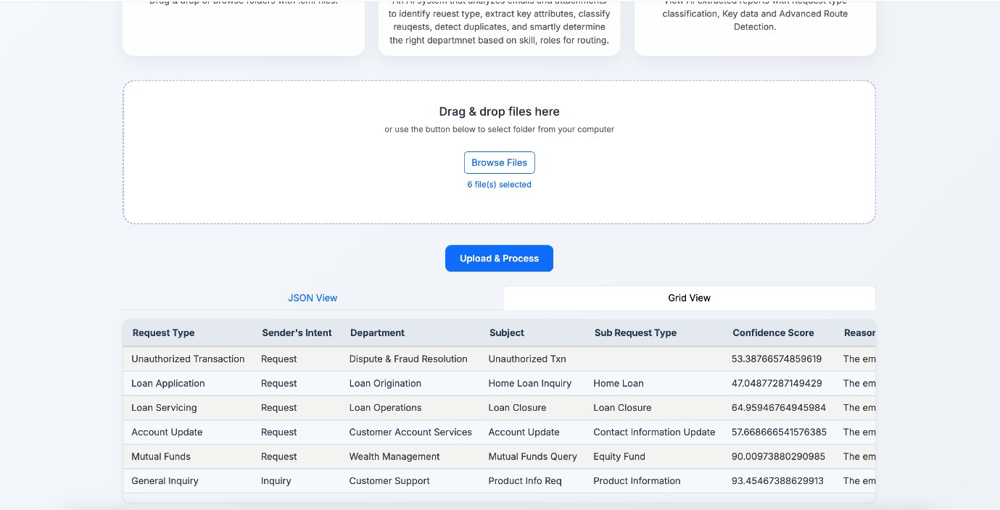 Drag & drop or browse folders with .eml files.
An AI system that analyzes emails and attachments
to identify reuest type, extract key attributes, classify
reuqests, detect duplicates, and smartly determine
the right departmnet based on skill, roles for routing.
View AI extracted reports with Request type
classification, Key data and Advanced Route
Detection.
Drag & drop files here
or use the button below to select folder from your computer
Browse Files
6 file(s) selected
Upload & Process
JSON View Grid View
Request Type Sender's Intent Department Subject Sub Request Type Confidence Score Reason
Unauthorized Transaction Request Dispute & Fraud Resolution Unauthorized Txn 53.38766574859619 The em
Loan Application Request Loan Origination Home Loan Inquiry Home Loan 47.04877287149429 The em
Loan Servicing Request Loan Operations Loan Closure Loan Closure 64.95946764945984 The em
Account Update Request Customer Account Services Account Update Contact Information Update 57.668666541576385 The em
Mutual Funds Request Wealth Management Mutual Funds Query Equity Fund 90.00973880290985 The em
General Inquiry Inquiry Customer Support Product Info Req Product Information 93.45467388629913 The em